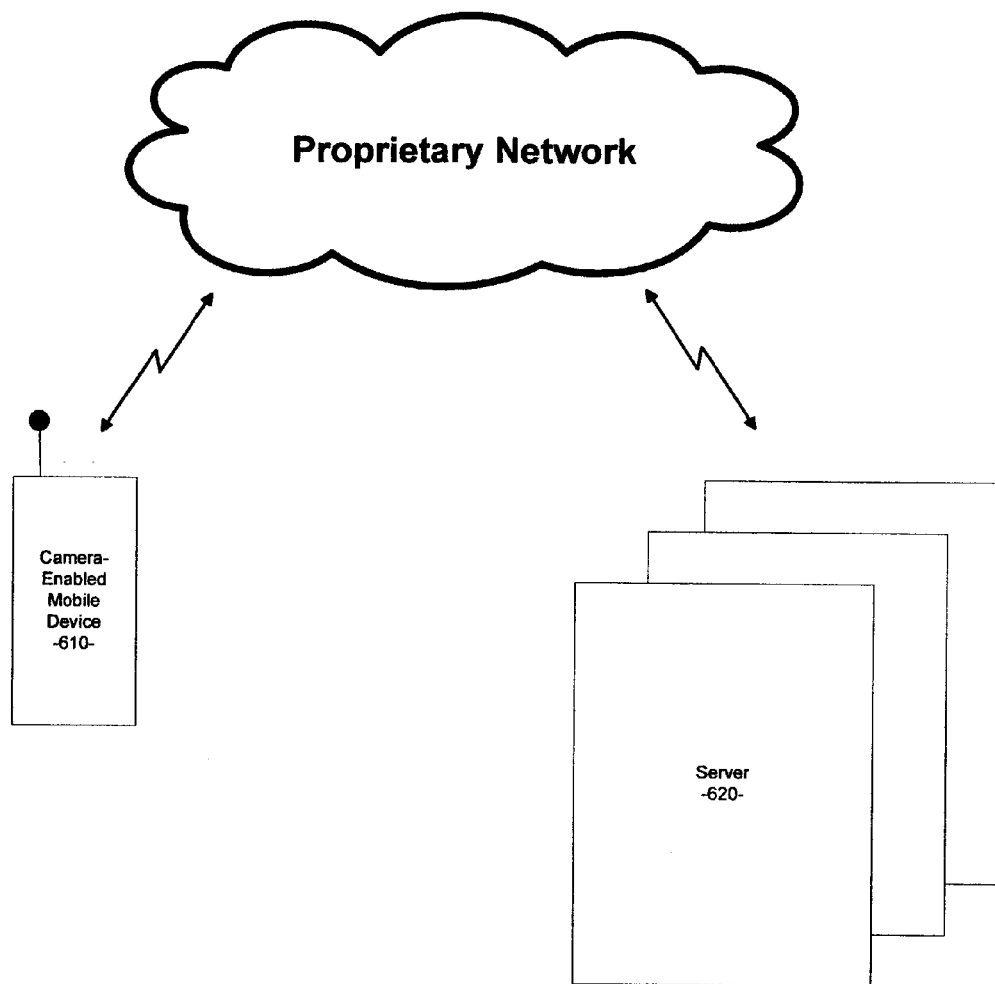 Proprietary Network
Camera-
Enabled
Mobile
Device
-610-
Server
-620-